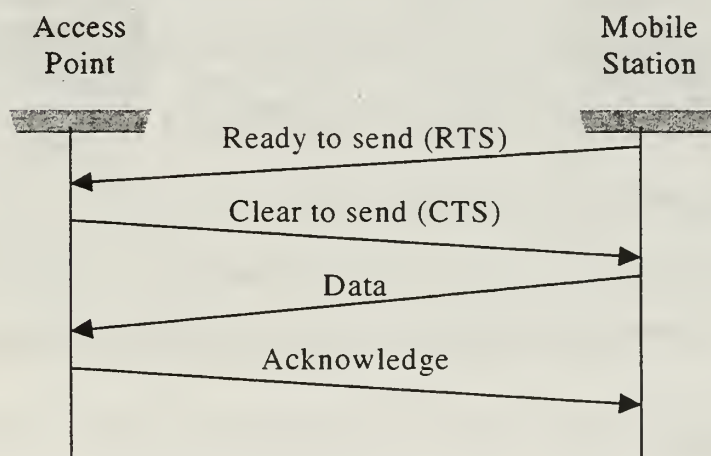 Access
Point
Mobile
Station
Ready to send (RTS)
Clear to send (CTS)
Data
Acknowledge